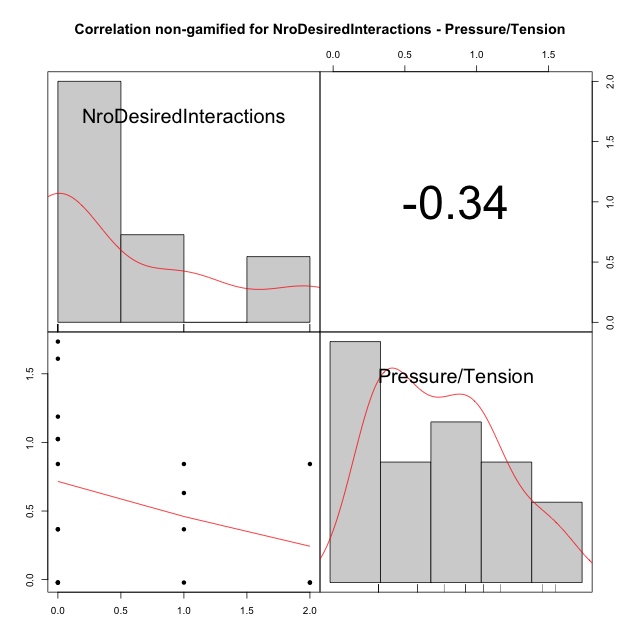 Correlation non-gamified for NroDesiredInteractions - Pressure/Tension
0.0 0.5 1.0 1.5
NroDesiredInteractions
-0.34
2.0
1.5
1.0
0.5
0.0
Pressure/Tension
1.5
1.0
0.5
0.0
0.0 0.5 1.0 1.5 2.0